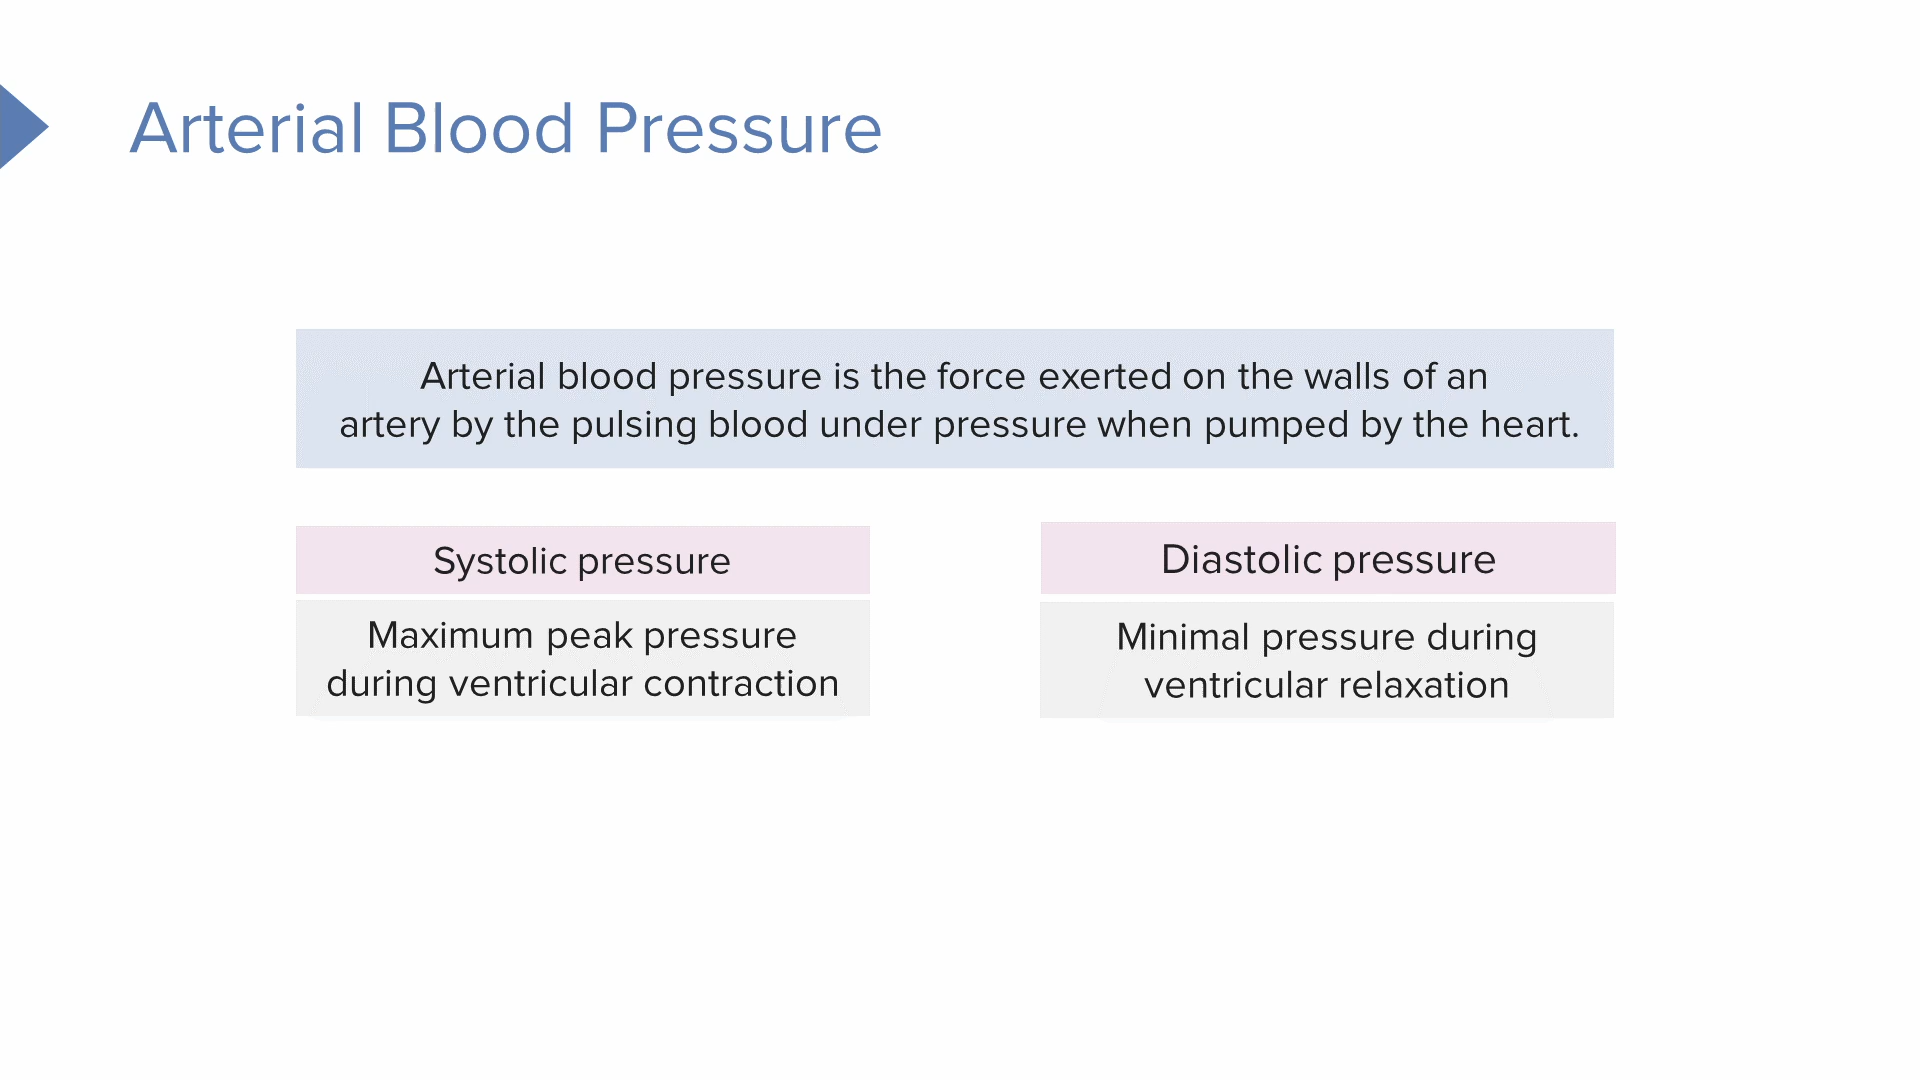 Arterial Blood Pressure
Arterial blood pressure is the force exerted on the walls of an
artery by the pulsing blood under pressure when pumped by the heart.
Systolic pressure
Maximum peak pressure
during ventricular contraction
Diastolic pressure
Minimal pressure during
ventricular relaxation